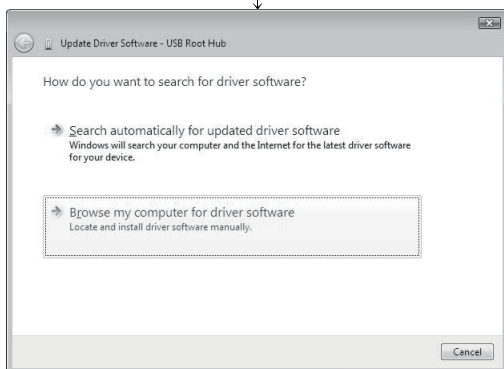 Update Driver Software - USB Root Hub
How do you want to search for driver software?
Search automatically for updated driver software
Windows will search your computer and the Internet for the latest driver software
for your device.
Browse my computer for driver software
Locate and install driver software manually.
Cancel